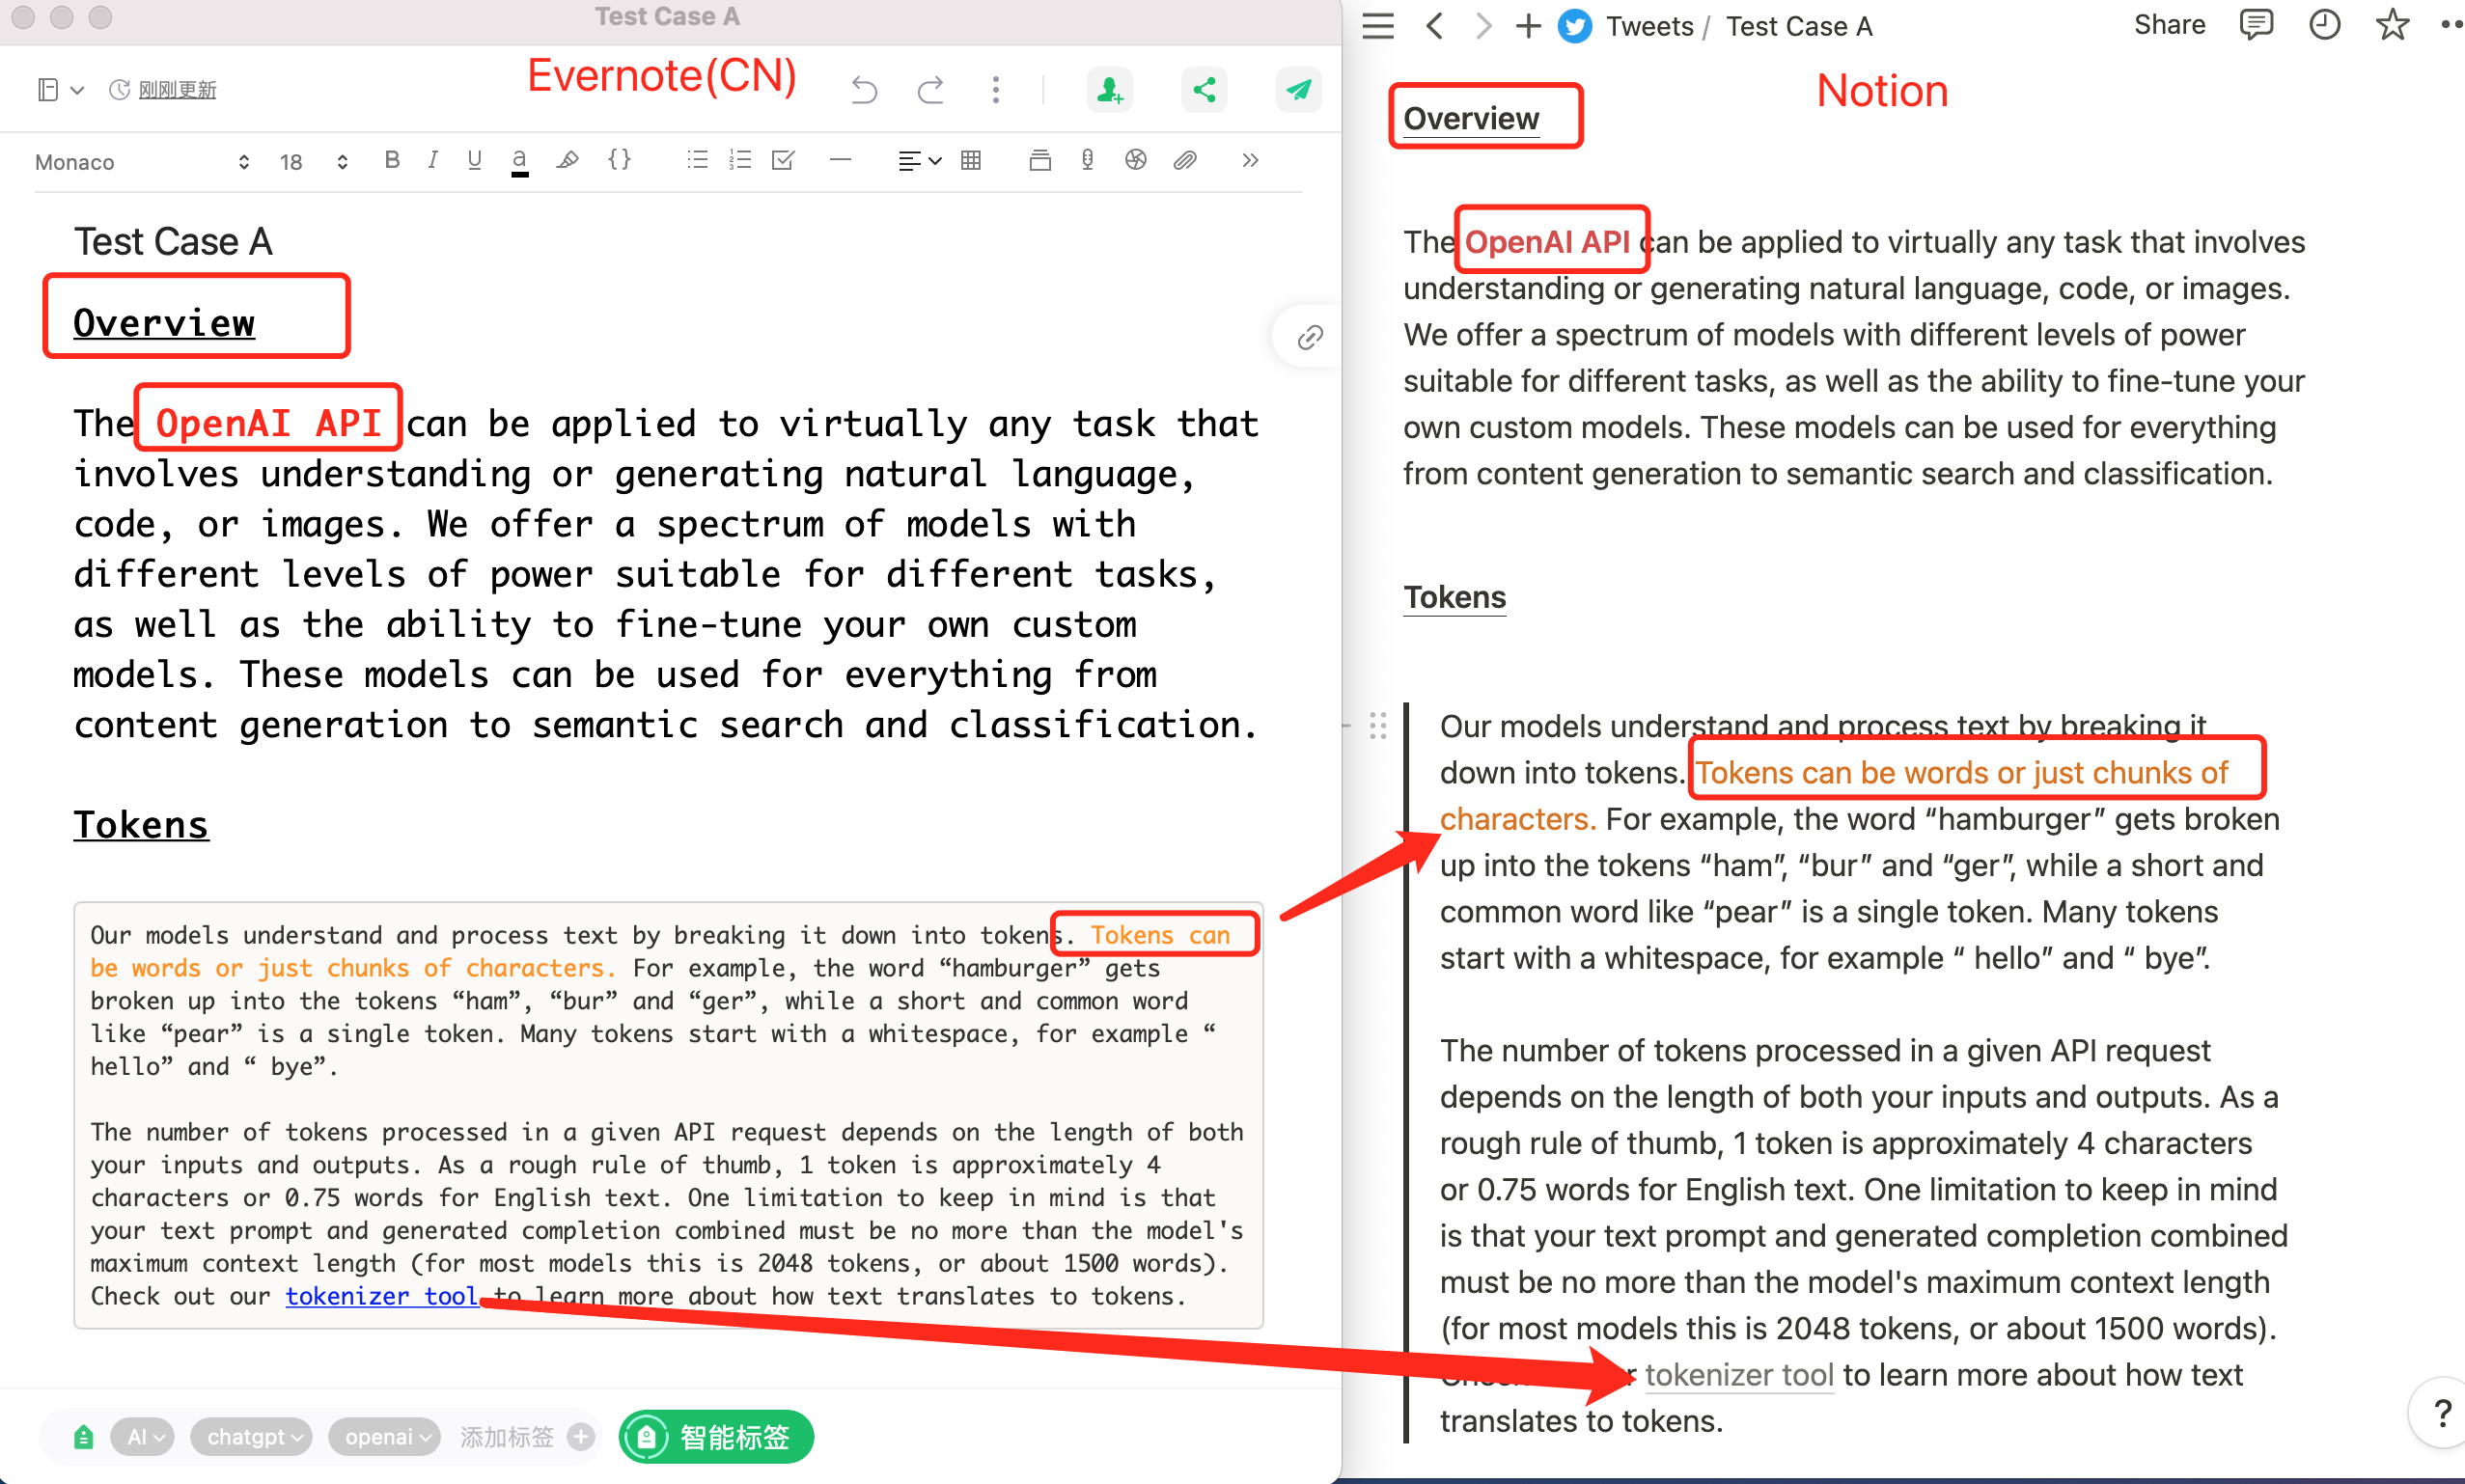 Test Case A
Evernote(CN)
刚刚更新
Monaco 18 B I U a {}
Test Case A
Overview
The OpenAI API can be applied to virtually any task that
involves understanding or generating natural language,
code, or images. We offer a spectrum of models with
different levels of power suitable for different tasks,
as well as the ability to fine-tune your own custom
models. These models can be used for everything from
content generation to semantic search and classification.
Tokens
Our models understand and process text by breaking it down into tokens. Tokens can
be words or just chunks of characters. For example, the word “hamburger” gets
broken up into the tokens “ham”, “bur” and “ger”, while a short and common word
like “pear” is a single token. Many tokens start with a whitespace, for example “
hello” and “ bye”.
The number of tokens processed in a given API request depends on the length of both
your inputs and outputs. As a rough rule of thumb, 1 token is approximately 4
characters or 0.75 words for English text. One limitation to keep in mind is that
your text prompt and generated completion combined must be no more than the model's
maximum context length (for most models this is 2048 tokens, or about 1500 words).
Check out our tokenizer tool to learn more about how text translates to tokens.
AI chatgpt openai 添加标签 智能标签
Tweets / Test Case A Share
Notion
Overview
The OpenAI API can be applied to virtually any task that involves
understanding or generating natural language, code, or images.
We offer a spectrum of models with different levels of power
suitable for different tasks, as well as the ability to fine-tune your
own custom models. These models can be used for everything
from content generation to semantic search and classification.
Tokens
Our models understand and process text by breaking it
down into tokens. Tokens can be words or just chunks of
characters. For example, the word “hamburger” gets broken
up into the tokens “ham”, “bur” and “ger”, while a short and
common word like “pear” is a single token. Many tokens
start with a whitespace, for example “ hello” and “ bye”.
The number of tokens processed in a given API request
depends on the length of both your inputs and outputs. As a
rough rule of thumb, 1 token is approximately 4 characters
or 0.75 words for English text. One limitation to keep in mind
is that your text prompt and generated completion combined
must be no more than the model's maximum context length
(for most models this is 2048 tokens, or about 1500 words).
tokenizer tool to learn more about how text
translates to tokens.
?